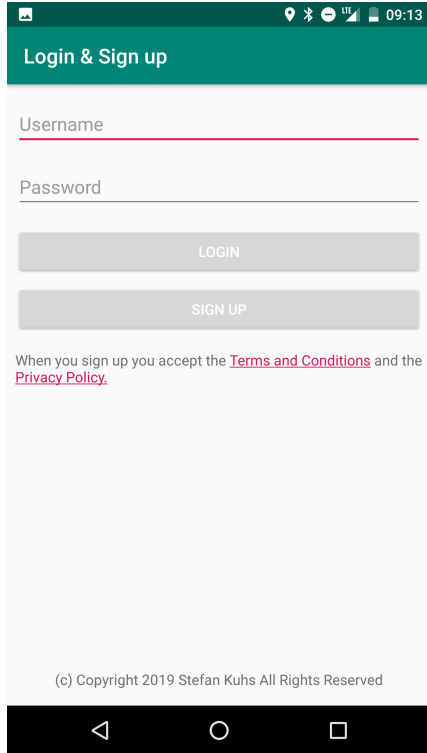 LTE 09:13
Login & Sign up
Username
Password
LOGIN
SIGN UP
When you sign up you accept the Terms and Conditions and the
Privacy Policy.
(c) Copyright 2019 Stefan Kuhs All Rights Reserved